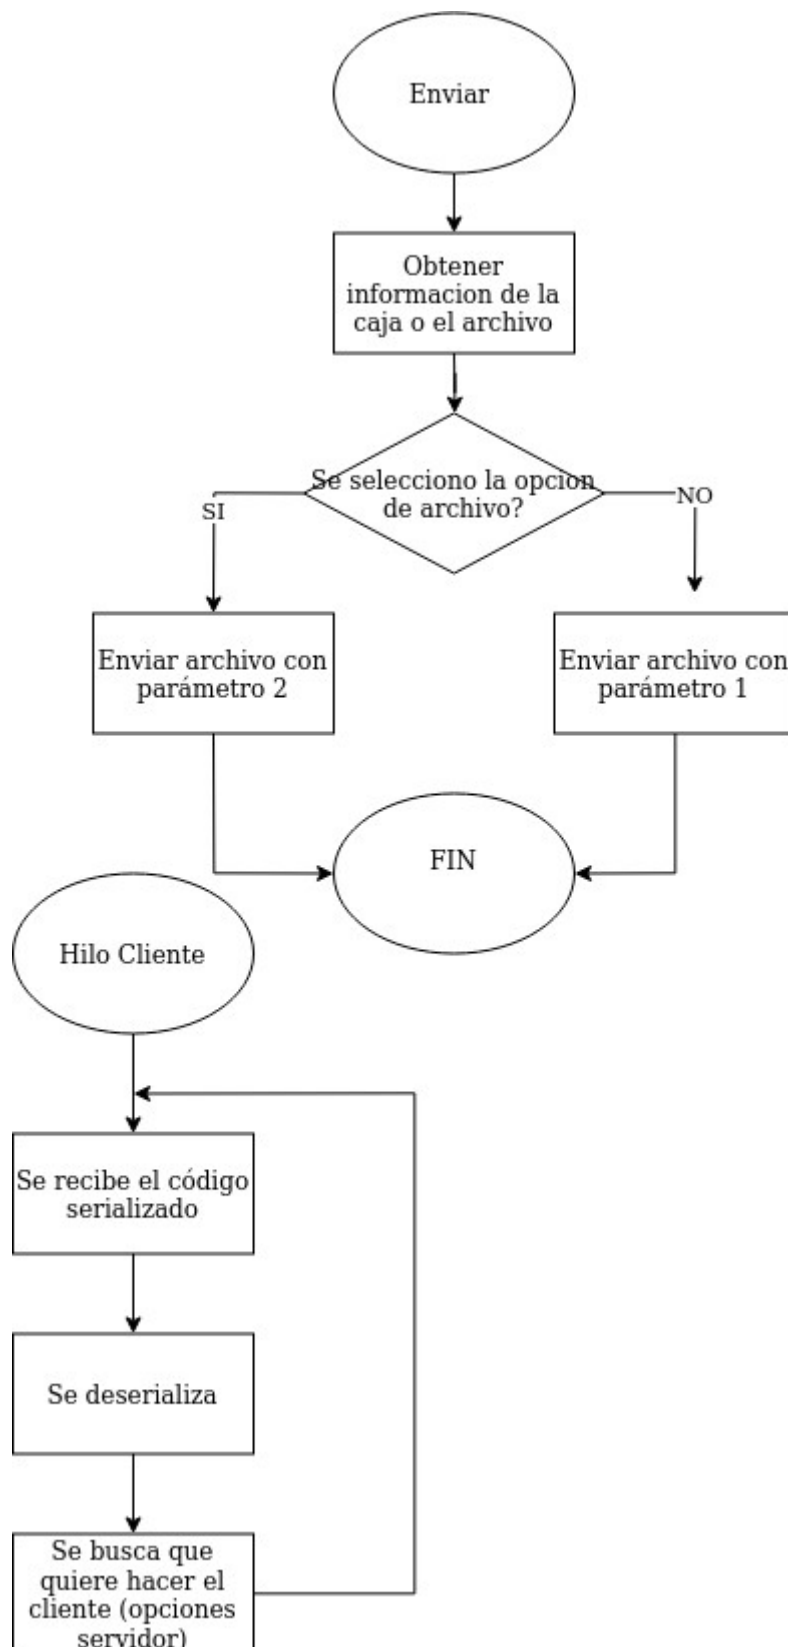 Enviar
Obtener
informacion de la
caja o el archivo
Se selecciono la opcion
de archivo?
SI
NO
Enviar archivo con
parámetro 2
Enviar archivo con
parámetro 1
FIN
Hilo Cliente
Se recibe el código
serializado
Se deserializa
Se busca que
quiere hacer el
cliente (opciones
servidor)